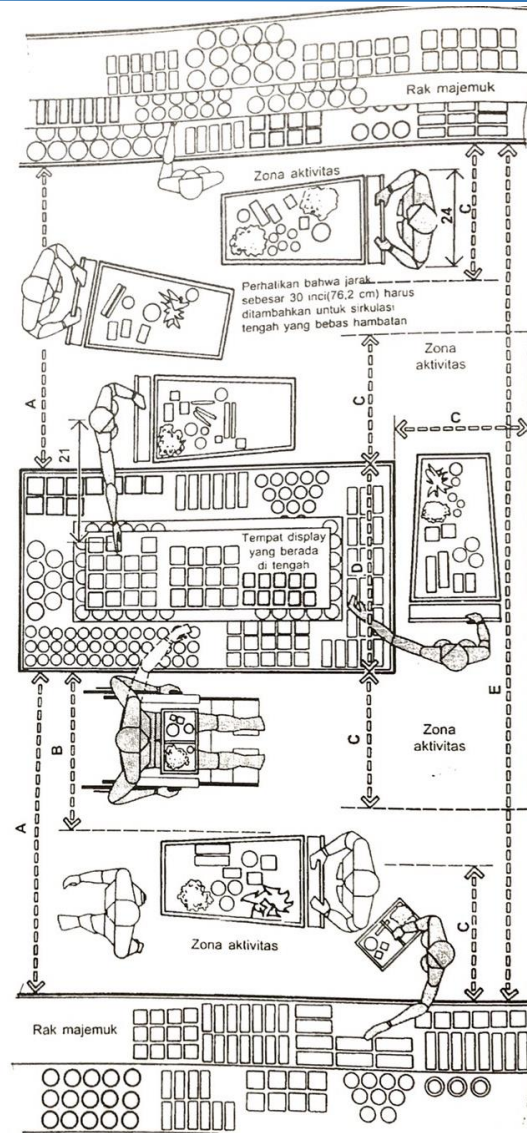 Rak majemuk
Zona aktivitas
C
24
Perhatikan bahwa jarak
sebesar 30 inci(76,2 cm) harus
ditambahkan untuk sirkulasi
tengah yang bebas hambatan
Zona
aktivitas
A
C
C
21
Tempat display
yang berada
di tengah
D
E
B
C
Zona
aktivitas
A
Zona aktivitas
C
Rak majemuk